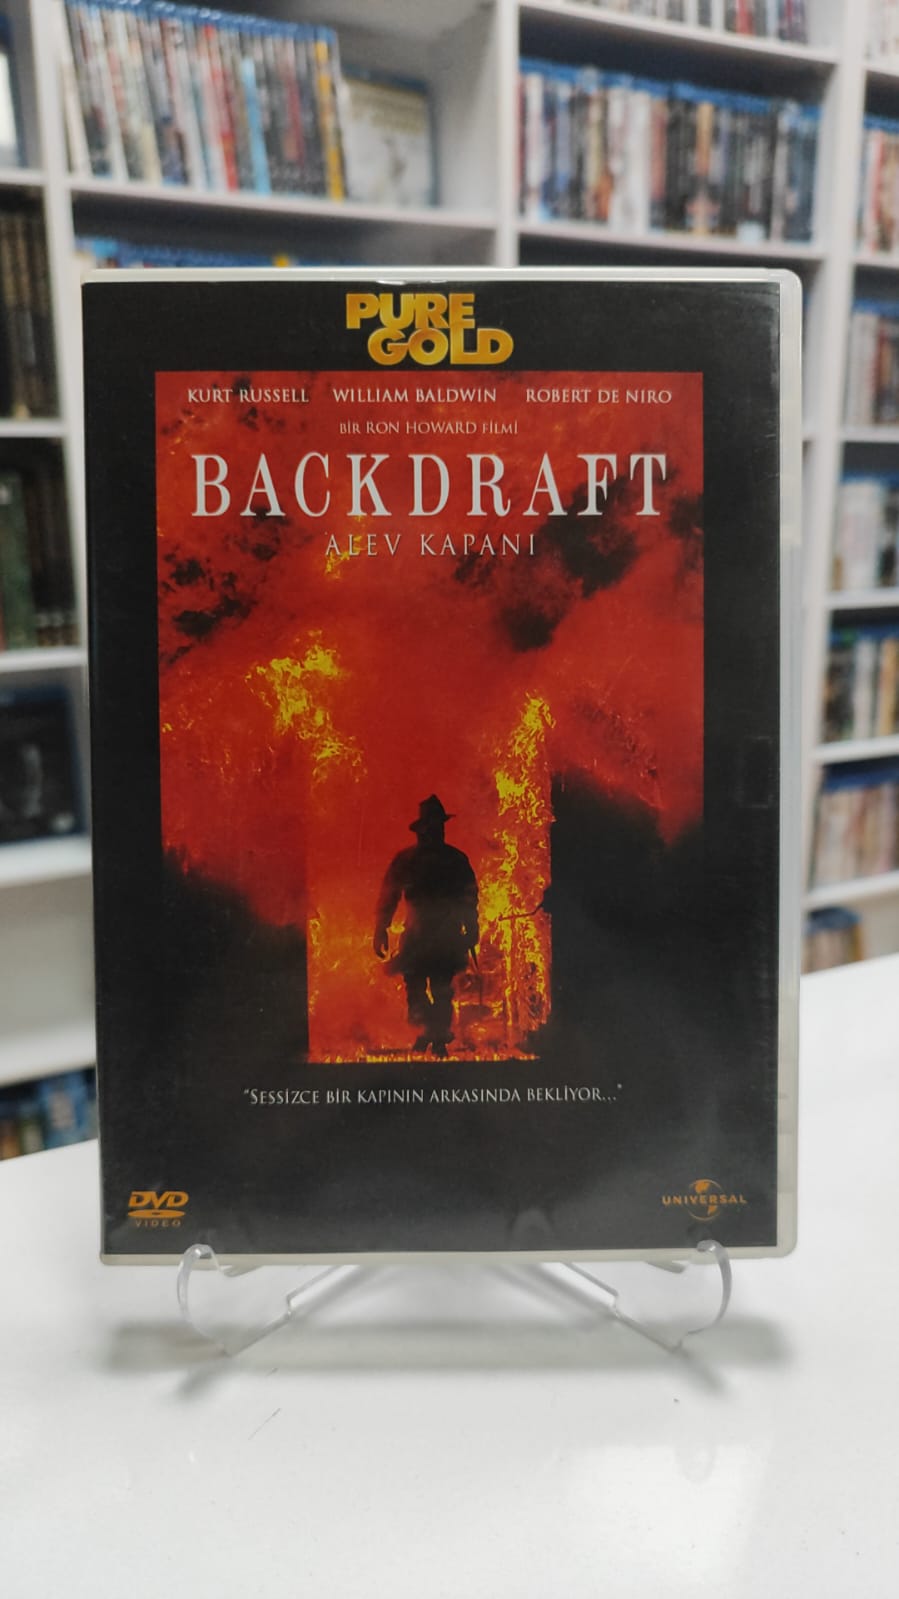 PURE
GOLD
KURT RUSSELL WILLIAM BALDWIN ROBERT DE NIRO
BİR RON HOWARD FİLMİ
BACKDRAFT
ALEV KAPANI
"SESSİZCE BİR KAPININ ARKASINDA BEKLİYOR..."
DVD
VIDEO
UNIVERSAL